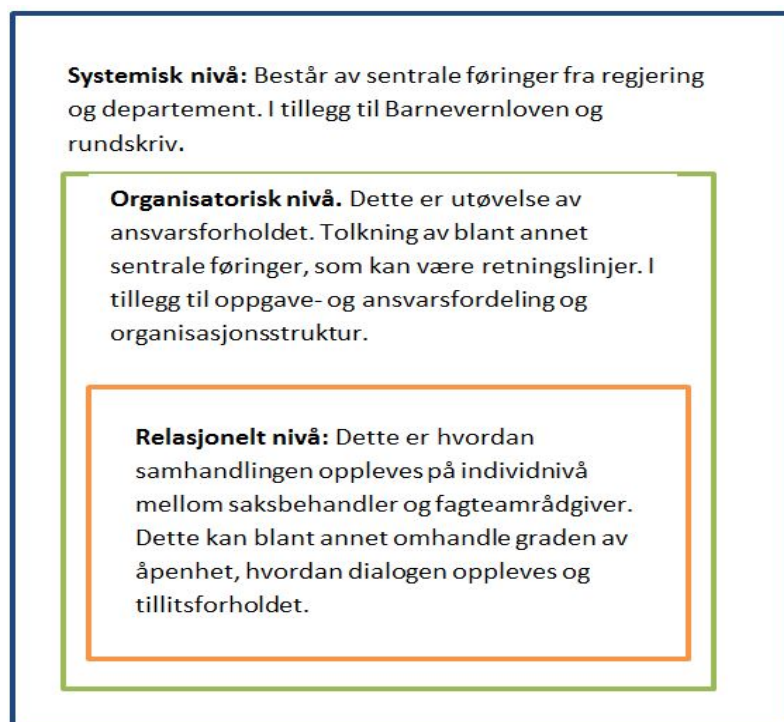 Systemisk nivå: Består av sentrale føringer fra regjering
og departement. I tillegg til Barnevernloven og
rundskriv.
Organisatorisk nivå. Dette er utøvelse av
ansvarsforholdet. Tolkning av blant annet
sentrale føringer, som kan være retningslinjer. I
tillegg til oppgave- og ansvarsfordeling og
organisasjonsstruktur.
Relasjonelt nivå: Dette er hvordan
samhandlingen oppleves på individnivå
mellom saksbehandler og fagteamrådgiver.
Dette kan blant annet omhandle graden av
åpenhet, hvordan dialogen oppleves og
tillitsforholdet.